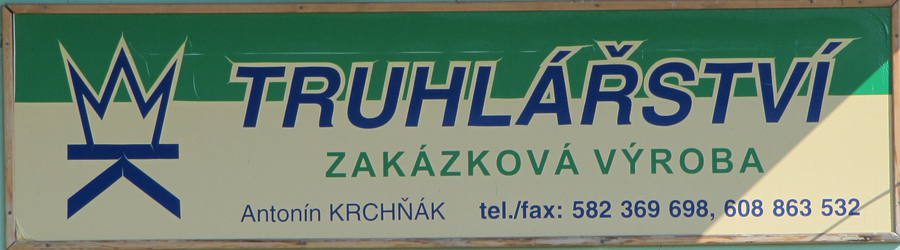 TRUHLÁŘSTVÍ
ZAKÁZKOVÁ VÝROBA
Antonín KRCHŇÁK tel./fax: 582 369 698, 608 863 532